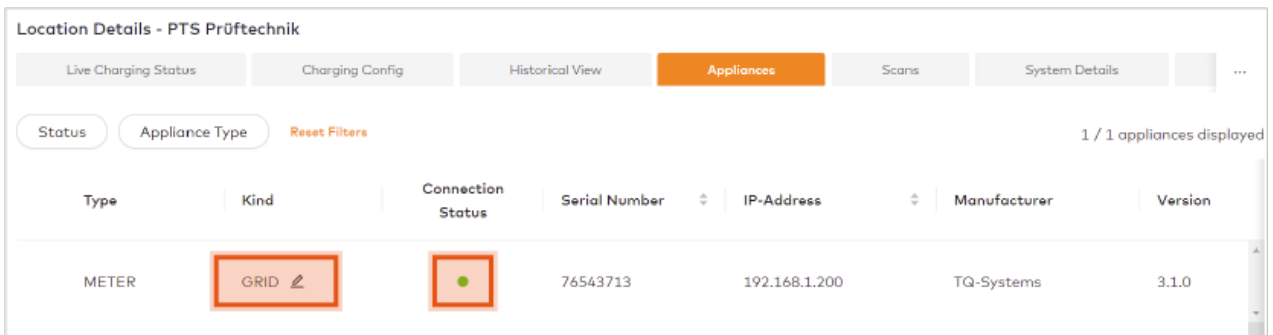 Location Details - PTS Prüftechnik
Live Charging Status Charging Config Historical View Appliances Scans System Details ...
Status Appliance Type Reset Filters
1 / 1 appliances displayed
Type Kind Connection Status Serial Number IP-Address Manufacturer Version
METER GRID 76543713 192.168.1.200 TQ-Systems 3.1.0